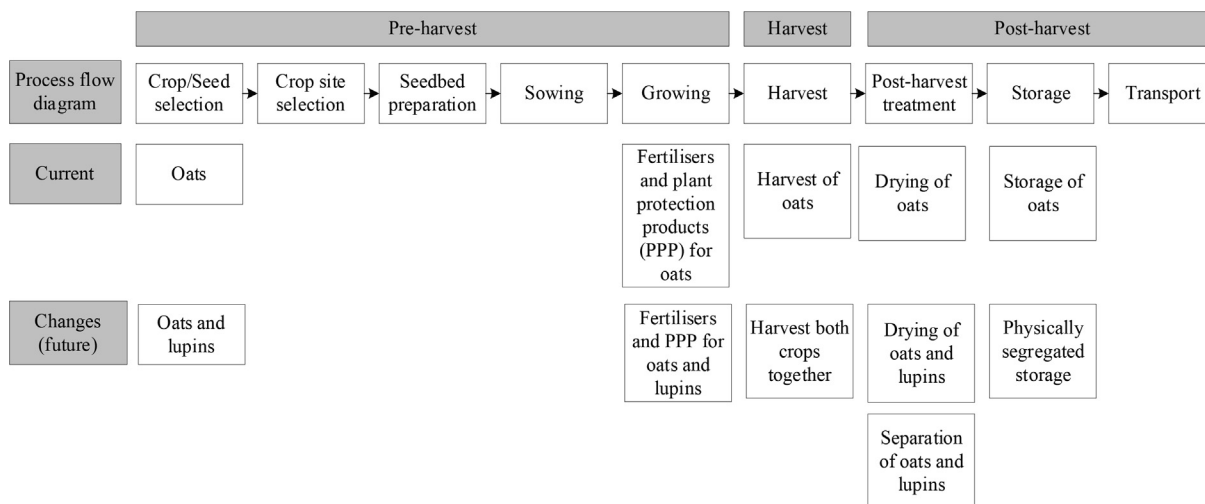 Pre-harvest
Harvest
Post-harvest
Process flow
diagram
Crop/Seed
selection
Crop site
selection
Seedbed
preparation
Sowing
Growing
Harvest
Post-harvest
treatment
Storage
Transport
Current
Oats
Fertilisers
and plant
protection
products
(PPP) for
oats
Harvest of
oats
Drying of
oats
Storage of
oats
Changes
(future)
Oats and
lupins
Fertilisers
and PPP for
oats and
lupins
Harvest both
crops
together
Drying of
oats and
lupins
Physically
segregated
storage
Separation
of oats and
lupins